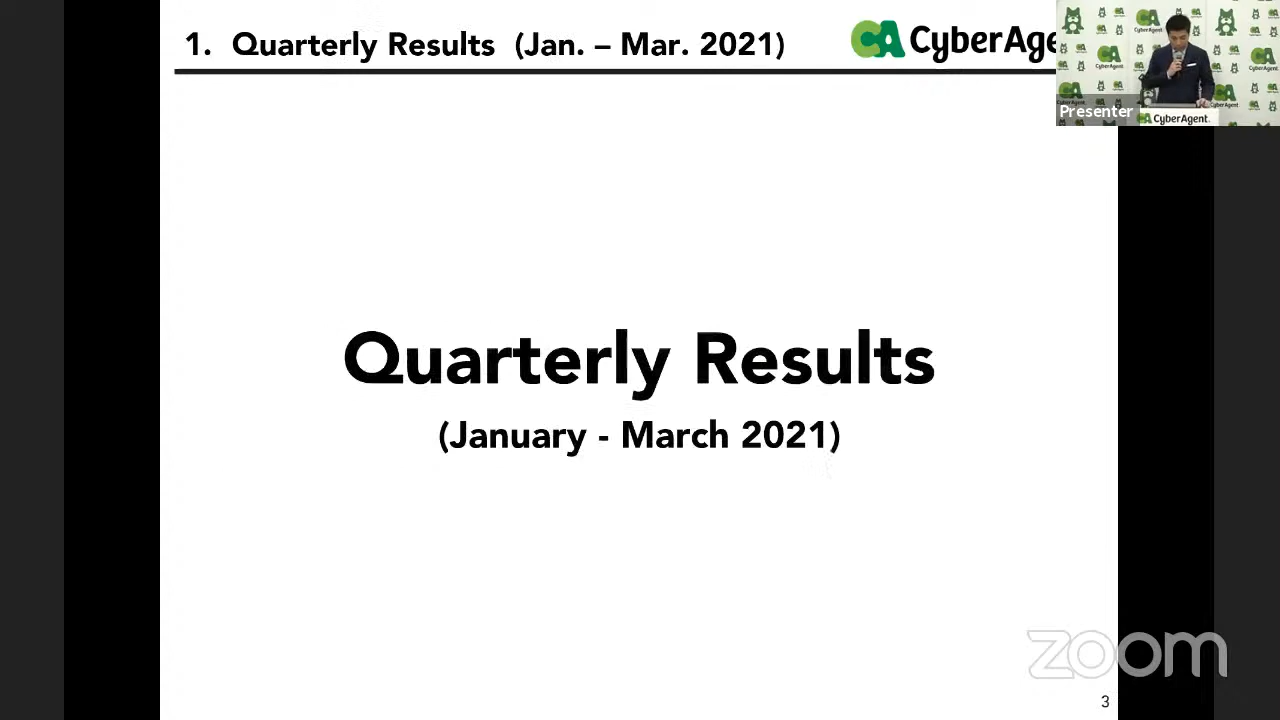 1. Quarterly Results (Jan. – Mar. 2021)
CyberAge
Presenter
CyberAgent.
Quarterly Results
(January - March 2021)
zoom
3